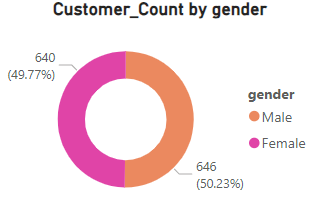 Customer_Count by gender
640
(49.77%)
gender
Male
Female
646
(50.23%)